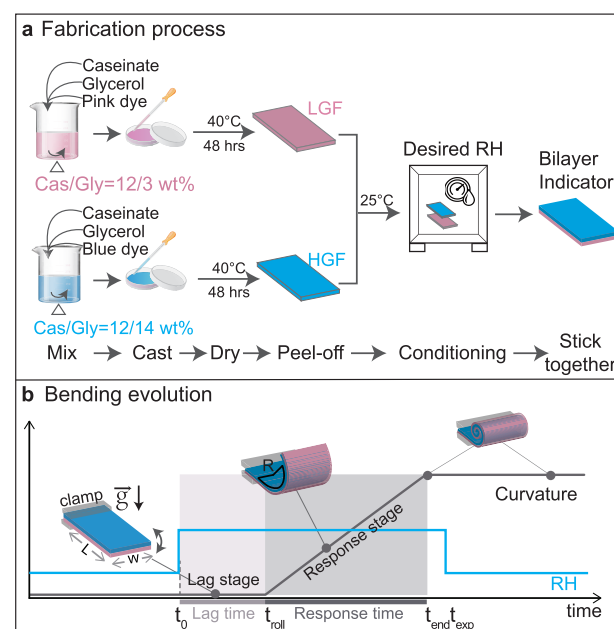 a Fabrication process
Caseinate
Glycerol
Pink dye
40°C
48 hrs
LGF
Cas/Gly=12/3 wt%
Desired RH
Bilayer
Indicator
25°C
Caseinate
Glycerol
Blue dye
40°C
48 hrs
HGF
Cas/Gly=12/14 wt%
Mix Cast Dry Peel-off Conditioning Stick
together
b Bending evolution
R
clamp
g
Curvature
L
w
Response stage
Lag stage
RH
t0 Lag time troll Response time tend texp time